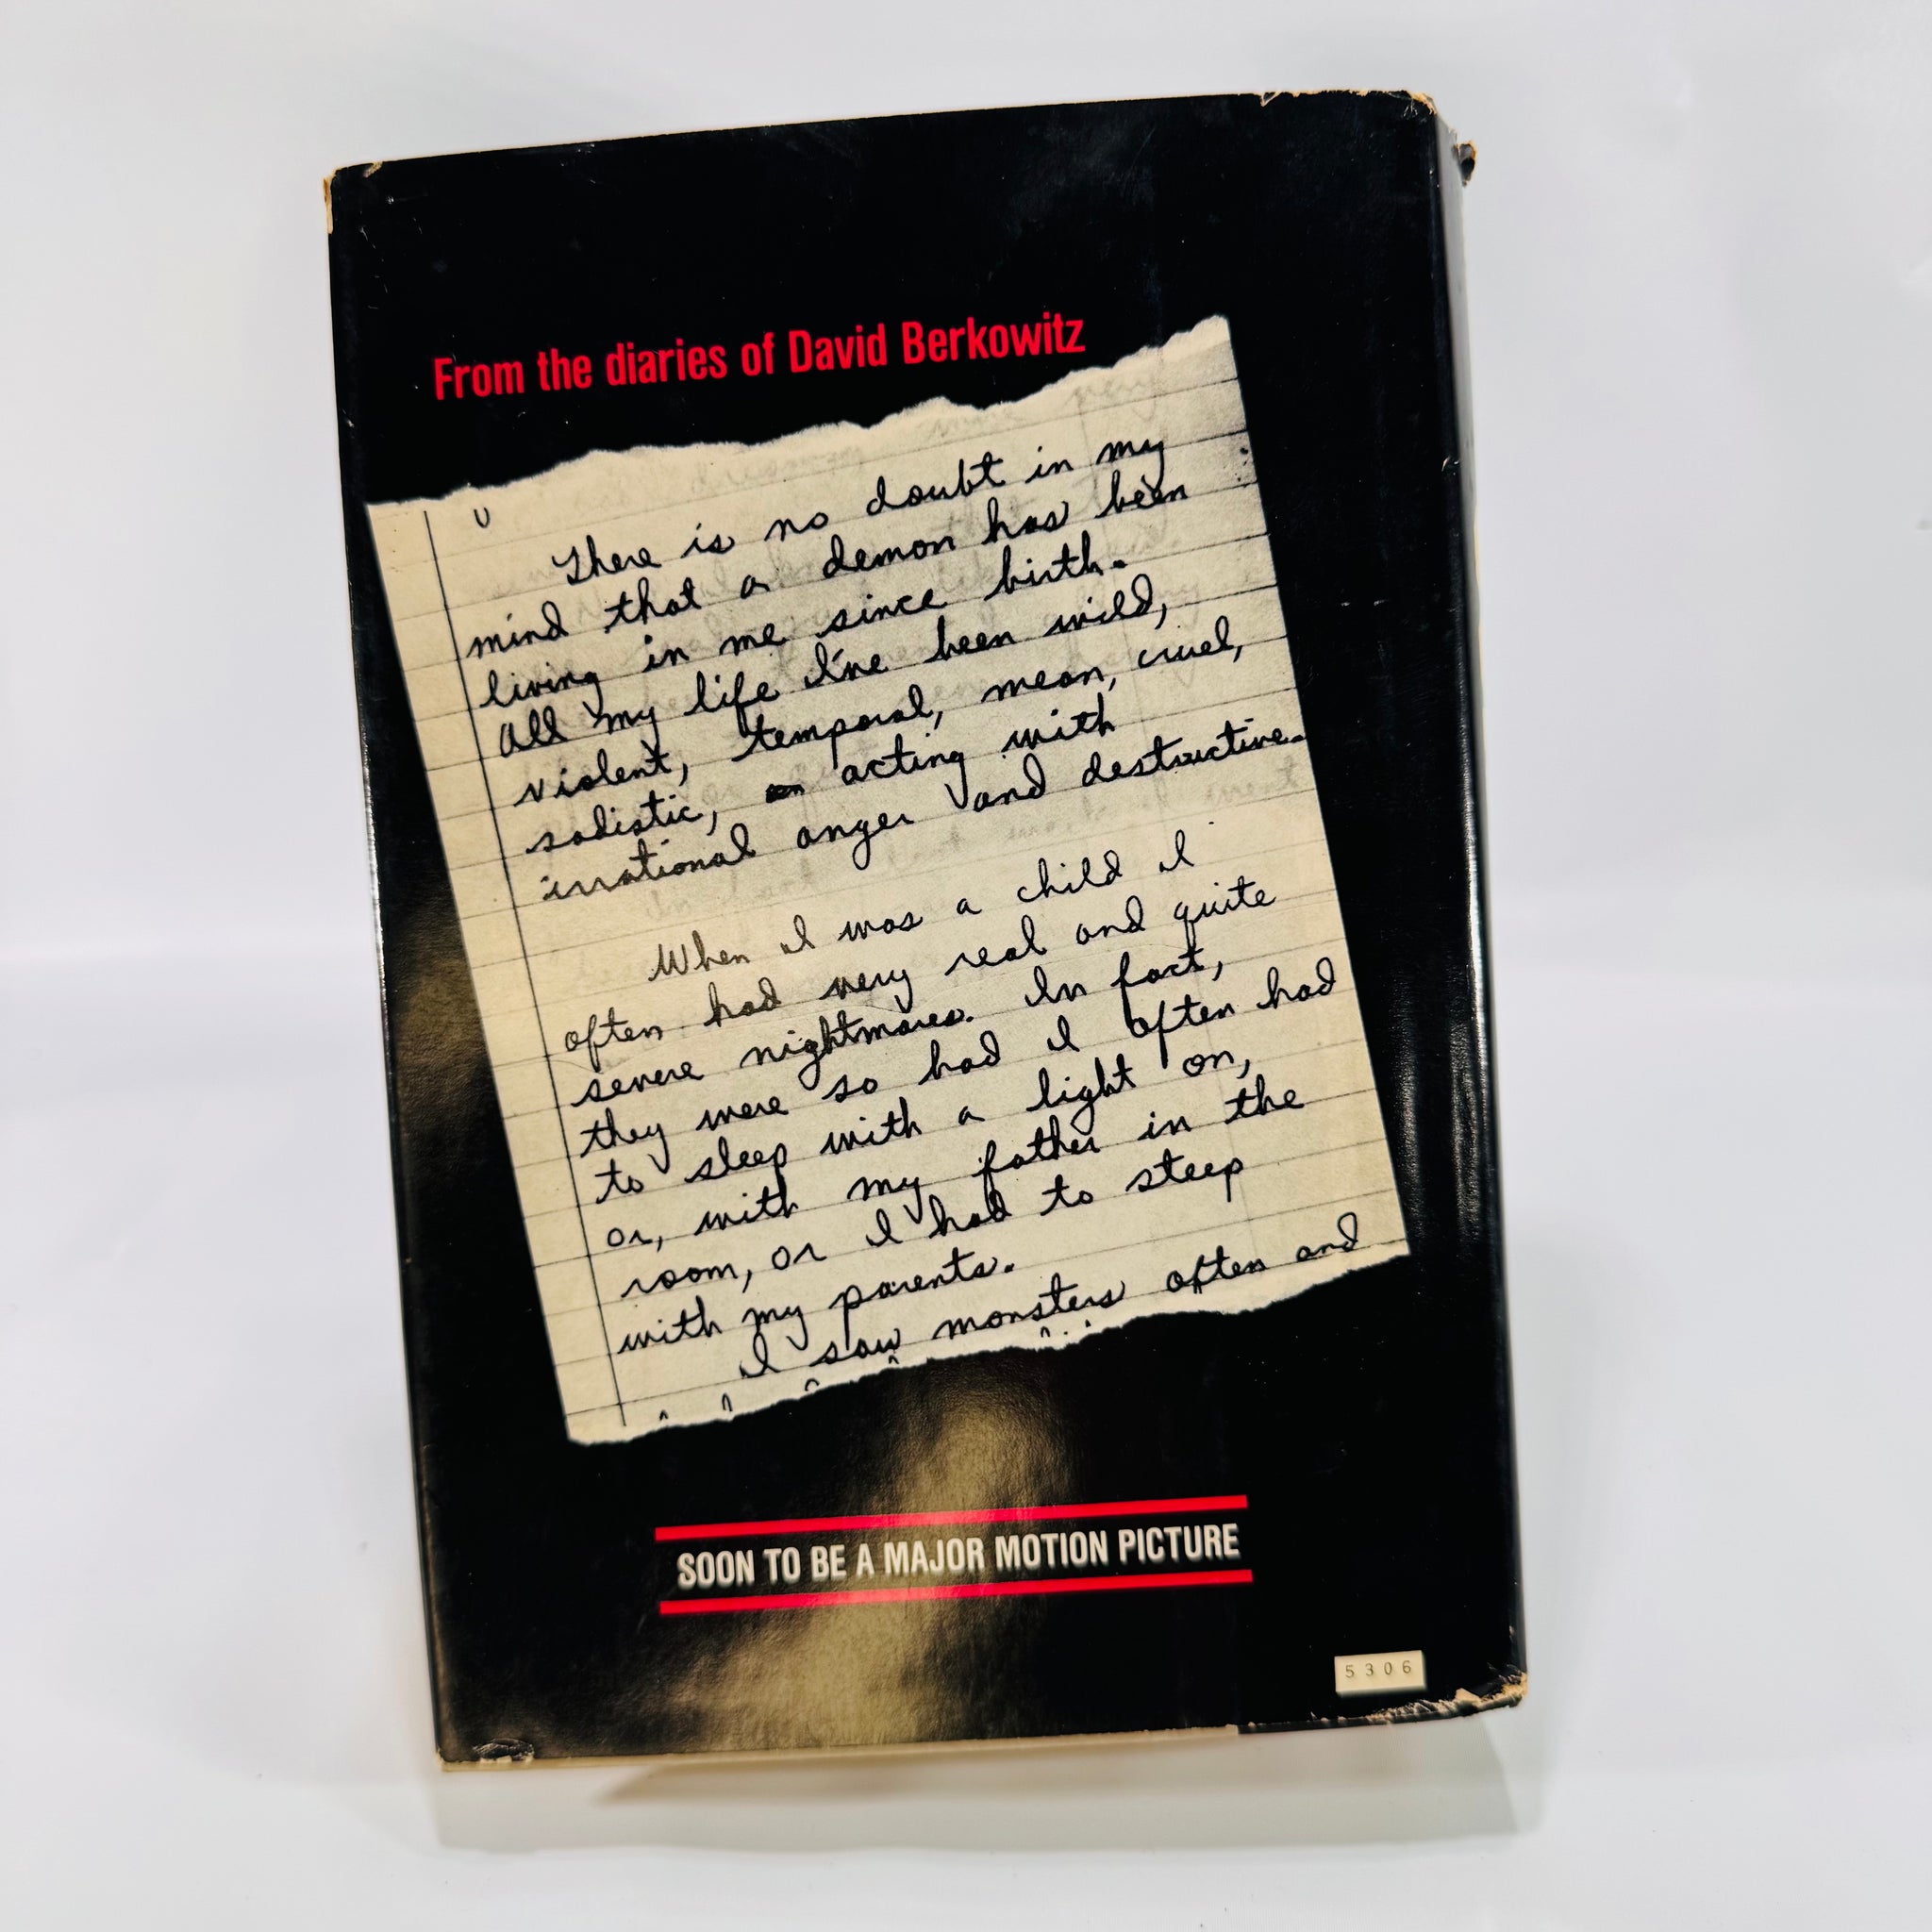 From the diaries of David Berkowitz
There is no doubt in my
mind that a demon has been
living in me since birth.
All my life I've been wild,
violent, temporal, mean, cruel,
sadistic, acting with
irrational anger and destructive.
When I was a child I
often had very real and quite
severe nightmares. In fact,
they were so bad I often had
to sleep with a light on,
or, with my father in the
room, or I had to steep
with my parents.
I saw monsters often and
SOON TO BE A MAJOR MOTION PICTURE
5306